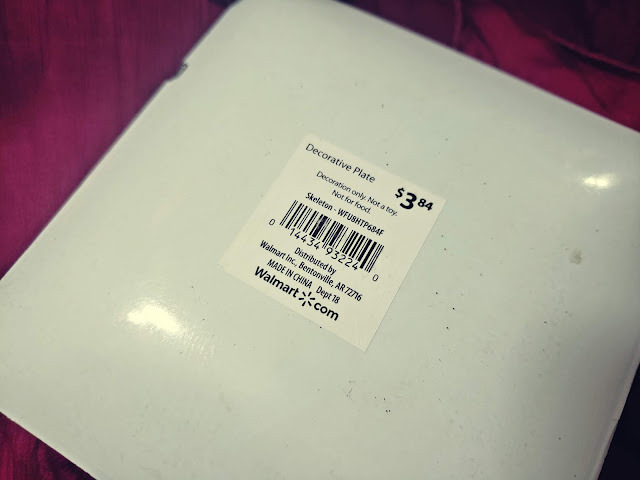 Decorative Plate
$3.84
Decoration only. Not a toy.
Not for food.
Skeleton - WFU8HTP684F
0 14434 93224 0
Distributed by
Walmart Inc., Bentonville, AR 72716
MADE IN CHINA Dept 18
Walmart.com